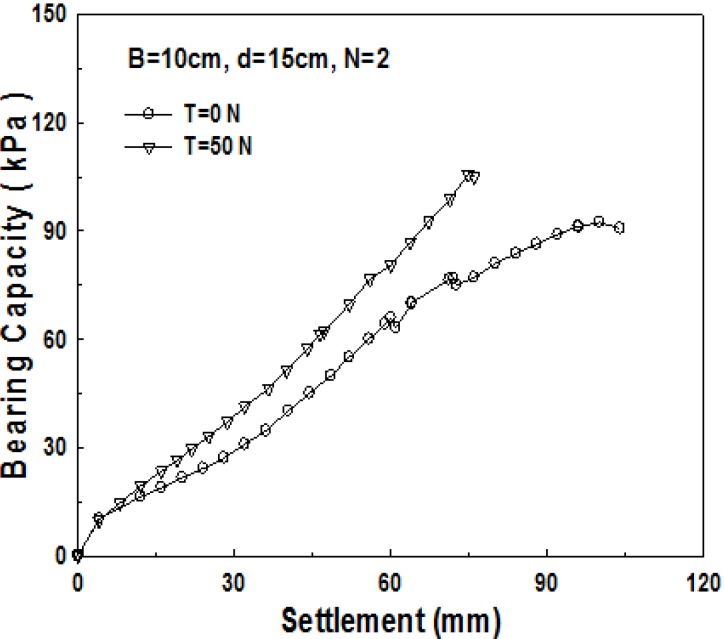 150
B=10cm, d=15cm, N=2
T=0 N
T=50 N
120
90
60
30
0
Bearing Capacity ( kPa )
0 30 60 90 120
Settlement (mm)